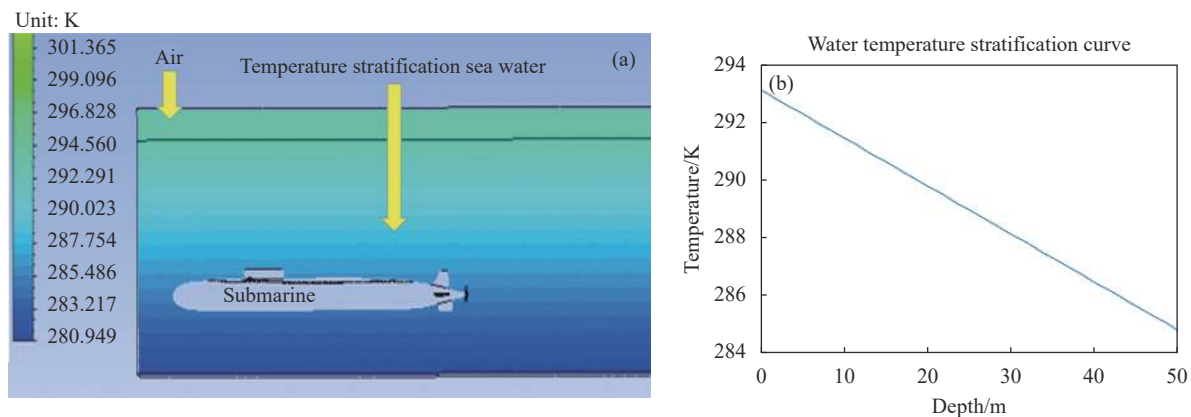 Unit: K
301.365
299.096
296.828
294.560
292.291
290.023
287.754
285.486
283.217
280.949
Air
Temperature stratification sea water
(a)
Submarine
Water temperature stratification curve
(b)
294
292
290
288
286
284
Temperature/K
0
10
20
30
40
50
Depth/m